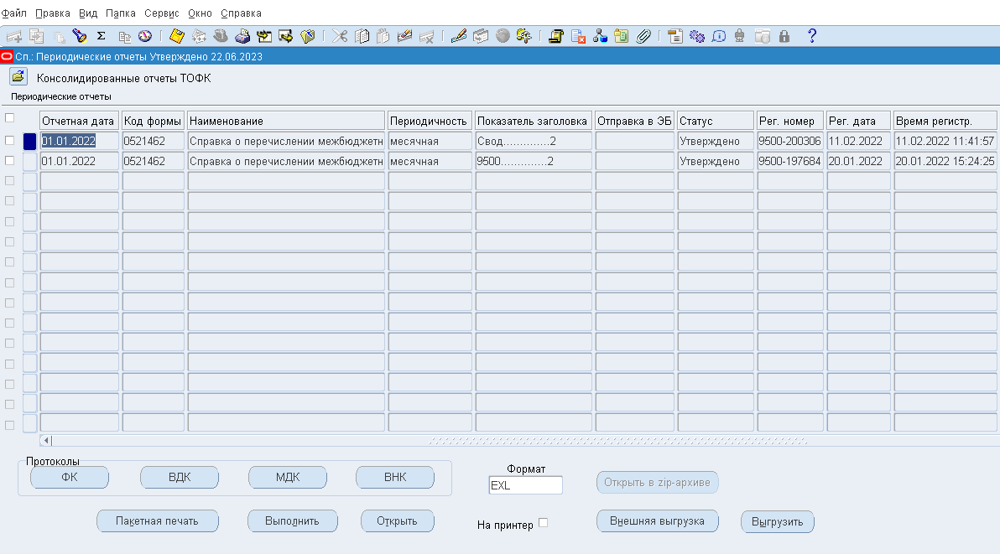 Файл Правка Вид Папка Сервис Окно Справка
Сп.: Периодические отчеты Утверждено 22.06.2023
Консолидированные отчеты ТОФК
Периодические отчеты
Отчетная дата Код формы Наименование Периодичность Показатель заголовка Отправка в ЭБ Статус Рег. номер Рег. дата Время регистр.
01.01.2022 0521462 Справка о перечислении межбюджетн месячная Свод.............2 Утверждено 9500-200306 11.02.2022 11.02.2022 11:41:57
01.01.2022 0521462 Справка о перечислении межбюджетн месячная 9500.............2 Утверждено 9500-197684 20.01.2022 20.01.2022 15:24:25
Протоколы
ФК ВДК МДК ВНК
Формат
EXL
Открыть в zip-архиве
Пакетная печать Выполнить Открыть
На принтер
Внешняя выгрузка Выгрузить